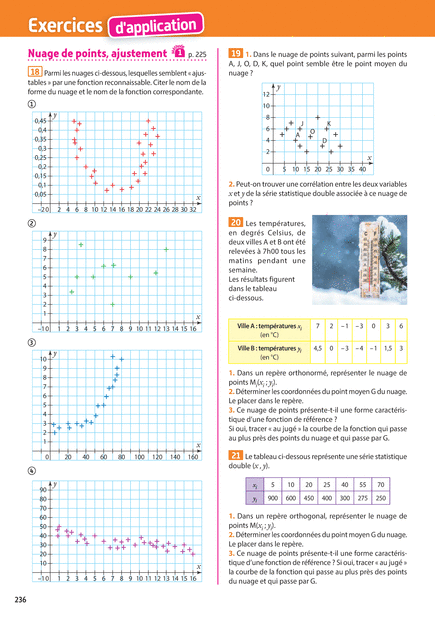 Exercices d'application
Nuage de points, ajustement 1 p. 225
18 Parmi les nuages ci-dessous, lesquelles semblent « ajus-
tables » par une fonction reconnaissable. Citer le nom de la
forme du nuage et le nom de la fonction correspondante.
①
y
0,45
0,4
0,35
0,3
0,25
0,2
0,15
0,1
0,05
x
-2 0 2 4 6 8 10 12 14 16 18 20 22 24 26 28 30 32
②
y
9
8
7
6
5
4
3
2
1
x
-1 0 1 2 3 4 5 6 7 8 9 10 11 12 13 14 15 16
③
y
10
9
8
7
6
5
4
3
2
1
x
0 20 40 60 80 100 120 140 160
④
y
90
80
70
60
50
40
30
20
10
x
-1 0 1 2 3 4 5 6 7 8 9 10 11 12 13 14 15 16
236
19 1. Dans le nuage de points suivant, parmi les points
A, J, O, D, K, quel point semble être le point moyen du
nuage ?
y
12
10
8
6
4
2
J K
A O
D
x
0 5 10 15 20 25 30 35 40
2. Peut-on trouver une corrélation entre les deux variables
x et y de la série statistique double associée à ce nuage de
points ?
20 Les températures,
en degrés Celsius, de
deux villes A et B ont été
relevées à 7h00 tous les
matins pendant une
semaine.
Les résultats figurent
dans le tableau
ci-dessous.
Ville A : températures xi (en °C) 7 2 −1 −3 0 3 6
Ville B : températures yi (en °C) 4,5 0 −3 −4 −1 1,5 3
1. Dans un repère orthonormé, représenter le nuage de
points Mi(xi ; yi).
2. Déterminer les coordonnées du point moyen G du nuage.
Le placer dans le repère.
3. Ce nuage de points présente-t-il une forme caractéris-
tique d'une fonction de référence ?
Si oui, tracer « au jugé » la courbe de la fonction qui passe
au plus près des points du nuage et qui passe par G.
21 Le tableau ci-dessous représente une série statistique
double (x , y).
xi 5 10 20 25 40 55 70
yi 900 600 450 400 300 275 250
1. Dans un repère orthogonal, représenter le nuage de
points M(xi ; yi).
2. Déterminer les coordonnées du point moyen G du nuage.
Le placer dans le repère.
3. Ce nuage de points présente-t-il une forme caractéris-
tique d'une fonction de référence ? Si oui, tracer « au jugé »
la courbe de la fonction qui passe au plus près des points
du nuage et qui passe par G.